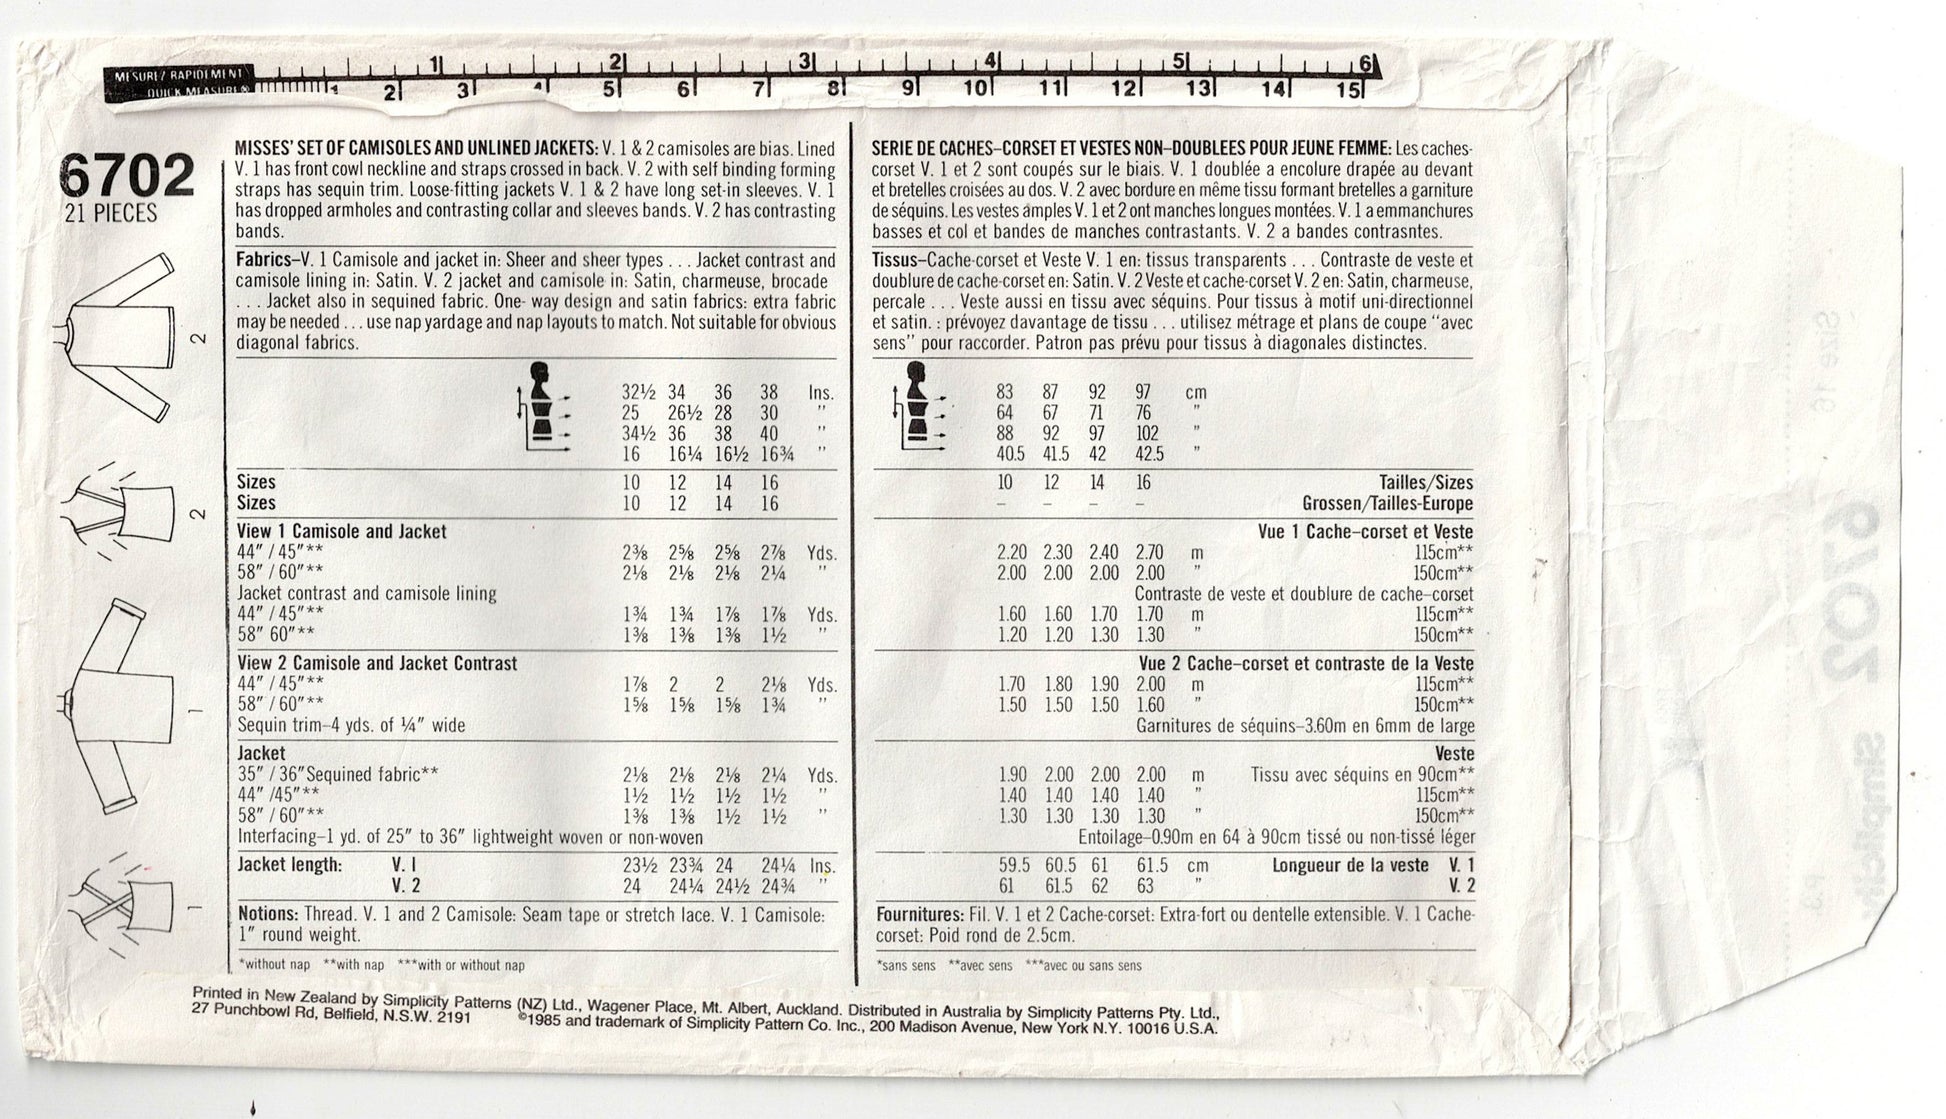 MESUREZ RAPIDEMENT
QUICK MEASURE®
1 2 3 4 5 6
1 2 3 4 5 6 7 8 9 10 11 12 13 14 15
6702
21 PIECES
2
2
1
1
MISSES' SET OF CAMISOLES AND UNLINED JACKETS: V. 1 & 2 camisoles are bias. Lined
V. 1 has front cowl neckline and straps crossed in back. V. 2 with self binding forming
straps has sequin trim. Loose-fitting jackets V. 1 & 2 have long set-in sleeves. V. 1
has dropped armholes and contrasting collar and sleeves bands. V. 2 has contrasting
bands.
Fabrics–V. 1 Camisole and jacket in: Sheer and sheer types . . . Jacket contrast and
camisole lining in: Satin. V. 2 jacket and camisole in: Satin, charmeuse, brocade
. . . Jacket also in sequined fabric. One- way design and satin fabrics: extra fabric
may be needed . . . use nap yardage and nap layouts to match. Not suitable for obvious
diagonal fabrics.
32½ 34 36 38 Ins.
25 26½ 28 30 "
34½ 36 38 40 "
16 16¼ 16½ 16¾ "
Sizes 10 12 14 16
Sizes 10 12 14 16
View 1 Camisole and Jacket
44" / 45"** 2⅜ 2⅝ 2⅝ 2⅞ Yds.
58" / 60"** 2⅛ 2⅛ 2⅛ 2¼ "
Jacket contrast and camisole lining
44" / 45"** 1¾ 1¾ 1⅞ 1⅞ Yds.
58" 60"** 1⅜ 1⅜ 1⅜ 1½ "
View 2 Camisole and Jacket Contrast
44" / 45"** 1⅞ 2 2 2⅛ Yds.
58" / 60"** 1⅝ 1⅝ 1⅝ 1¾ "
Sequin trim–4 yds. of ¼" wide
Jacket
35" / 36"Sequined fabric** 2⅛ 2⅛ 2⅛ 2¼ Yds.
44" /45"** 1½ 1½ 1½ 1½ "
58" / 60"** 1⅜ 1⅜ 1½ 1½ "
Interfacing–1 yd. of 25" to 36" lightweight woven or non-woven
Jacket length: V. I 23½ 23¾ 24 24¼ Ins.
V. 2 24 24¼ 24½ 24¾ "
Notions: Thread. V. 1 and 2 Camisole: Seam tape or stretch lace. V. 1 Camisole:
1" round weight.
*without nap **with nap ***with or without nap
SERIE DE CACHES–CORSET ET VESTES NON–DOUBLEES POUR JEUNE FEMME: Les caches-
corset V. 1 et 2 sont coupés sur le biais. V. 1 doublée a encolure drapée au devant
et bretelles croisées au dos. V. 2 avec bordure en même tissu formant bretelles a garniture
de séquins. Les vestes amples V. 1 et 2 ont manches longues montées. V. 1 a emmanchures
basses et col et bandes de manches contrastants. V. 2 a bandes contrasntes.
Tissus–Cache-corset et Veste V. 1 en: tissus transparents . . . Contraste de veste et
doublure de cache-corset en: Satin. V. 2 Veste et cache-corset V. 2 en: Satin, charmeuse,
percale . . . Veste aussi en tissu avec séquins. Pour tissus à motif uni-directionnel
et satin. : prévoyez davantage de tissu . . . utilisez métrage et plans de coupe "avec
sens" pour raccorder. Patron pas prévu pour tissus à diagonales distinctes.
83 87 92 97 cm
64 67 71 76 "
88 92 97 102 "
40.5 41.5 42 42.5 "
10 12 14 16 Tailles/Sizes
– – – – Grossen/Tailles-Europe
Vue 1 Cache–corset et Veste
2.20 2.30 2.40 2.70 m 115cm**
2.00 2.00 2.00 2.00 " 150cm**
Contraste de veste et doublure de cache–corset
1.60 1.60 1.70 1.70 m 115cm**
1.20 1.20 1.30 1.30 " 150cm**
Vue 2 Cache–corset et contraste de la Veste
1.70 1.80 1.90 2.00 m 115cm**
1.50 1.50 1.50 1.60 " 150cm**
Garnitures de séquins–3.60m en 6mm de large
Veste
1.90 2.00 2.00 2.00 m Tissu avec séquins en 90cm**
1.40 1.40 1.40 1.40 " 115cm**
1.30 1.30 1.30 1.30 " 150cm**
Entoilage–0.90m en 64 à 90cm tissé ou non-tissé léger
59.5 60.5 61 61.5 cm Longueur de la veste V. 1
61 61.5 62 63 " V. 2
Fournitures: Fil. V. 1 et 2 Cache-corset: Extra-fort ou dentelle extensible. V. 1 Cache-
corset: Poid rond de 2.5cm.
*sans sens **avec sens ***avec ou sans sens
Printed in New Zealand by Simplicity Patterns (NZ) Ltd., Wagener Place, Mt. Albert, Auckland. Distributed in Australia by Simplicity Patterns Pty. Ltd.,
27 Punchbowl Rd, Belfield, N.S.W. 2191 ©1985 and trademark of Simplicity Pattern Co. Inc., 200 Madison Avenue, New York N.Y. 10016 U.S.A.
Size 16
6702
Simplicity